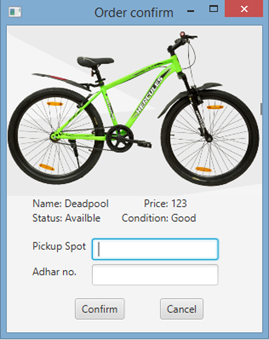 Order confirm
HERCULES
Name: Deadpool Price: 123
Status: Availble Condition: Good
Pickup Spot
Adhar no.
Confirm Cancel